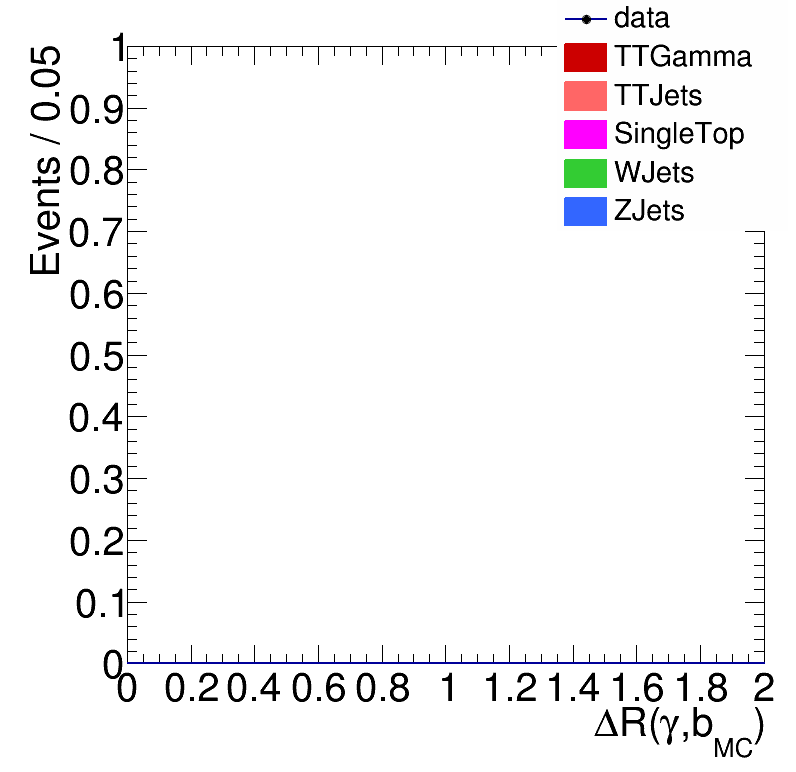 data
TTGamma
TTJets
SingleTop
WJets
ZJets
Events / 0.05
1
0.9
0.8
0.7
0.6
0.5
0.4
0.3
0.2
0.1
0
0 0.2 0.4 0.6 0.8 1 1.2 1.4 1.6 1.8 2
ΔR(γ,b_MC)